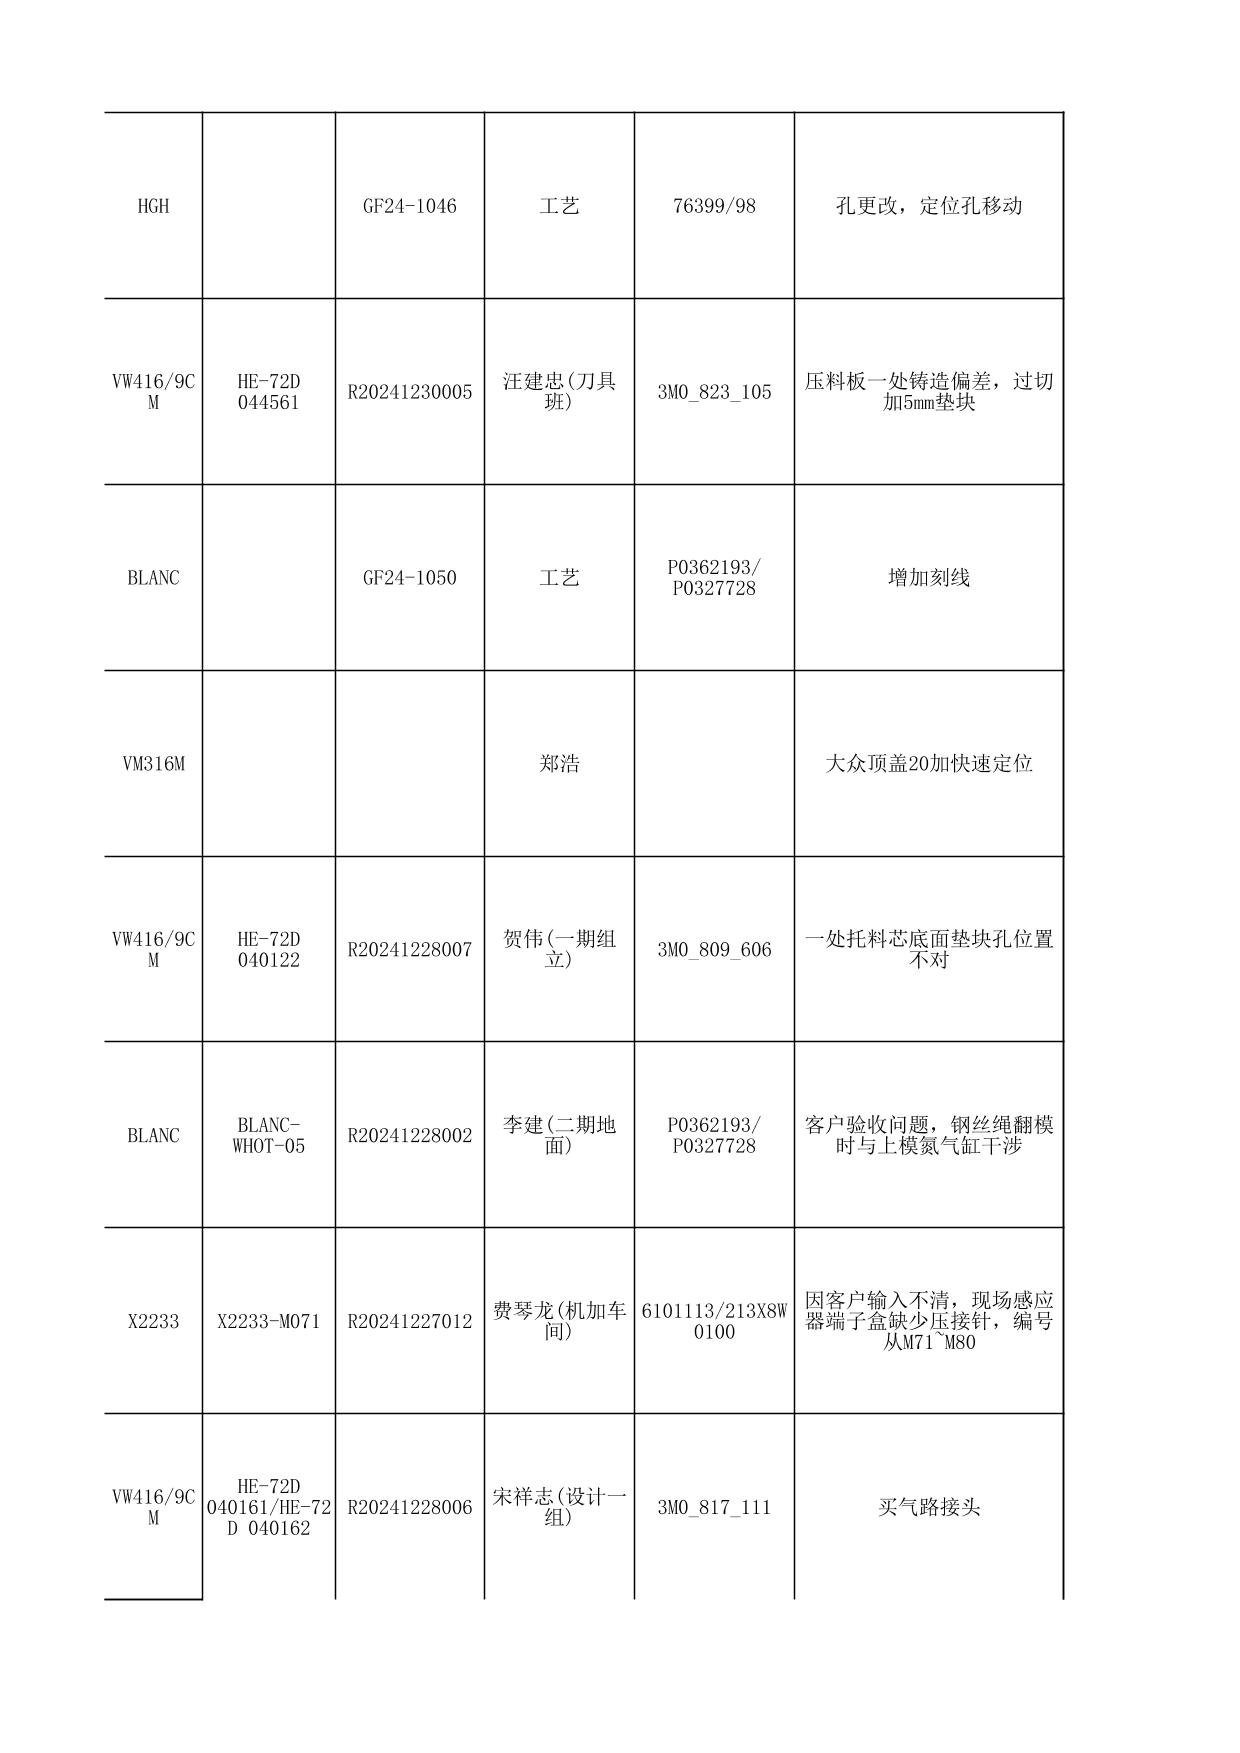 HGH
GF24-1046
工艺
76399/98
孔更改，定位孔移动
VW416/9C
M
HE-72D
044561
R20241230005
汪建忠(刀具
班)
3M0_823_105
压料板一处铸造偏差，过切
加5mm垫块
BLANC
GF24-1050
工艺
P0362193/
P0327728
增加刻线
VM316M
郑浩
大众顶盖20加快速定位
VW416/9C
M
HE-72D
040122
R20241228007
贺伟(一期组
立)
3M0_809_606
一处托料芯底面垫块孔位置
不对
BLANC
BLANC-
WHOT-05
R20241228002
李建(二期地
面)
P0362193/
P0327728
客户验收问题，钢丝绳翻模
时与上模氮气缸干涉
X2233
X2233-M071
R20241227012
费琴龙(机加车
间)
6101113/213X8W
0100
因客户输入不清，现场感应
器端子盒缺少压接针，编号
从M71~M80
VW416/9C
M
HE-72D
040161/HE-72
D 040162
R20241228006
宋祥志(设计一
组)
3M0_817_111
买气路接头